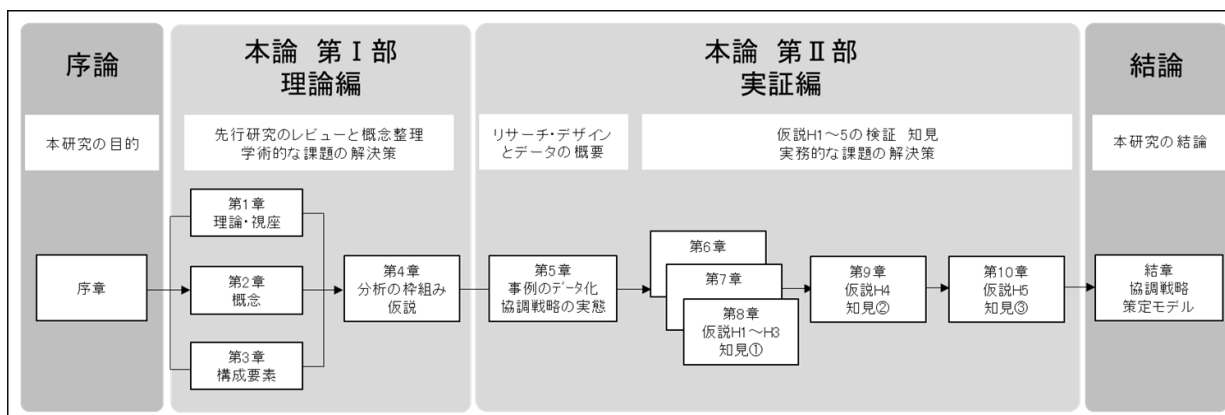 序論
本論 第Ⅰ部
理論編
本論 第Ⅱ部
実証編
結論
本研究の目的
先行研究のレビューと概念整理
学術的な課題の解決策
リサーチ・デザイン
とデータの概要
仮説H1~5の検証 知見
実務的な課題の解決策
本研究の結論
序章
第1章
理論・視座
第2章
概念
第3章
構成要素
第4章
分析の枠組み
仮説
第5章
事例のデータ化
協調戦略の実態
第6章
第7章
第8章
仮説H1~H3
知見①
第9章
仮説H4
知見②
第10章
仮説H5
知見③
結章
協調戦略
策定モデル